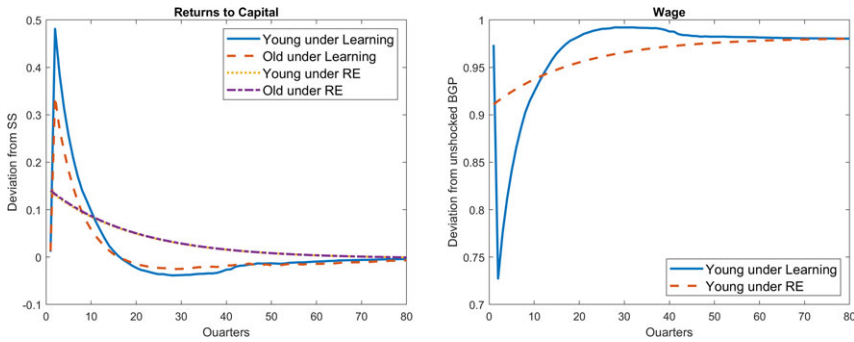 Returns to Capital
0.5
0.4
0.3
0.2
0.1
0
-0.1
Deviation from SS
Young under Learning
Old under Learning
Young under RE
Old under RE
0 10 20 30 40 50 60 70 80
Quarters
Wage
1
0.95
0.9
0.85
0.8
0.75
0.7
Deviation from unshocked BGP
Young under Learning
Young under RE
0 10 20 30 40 50 60 70 80
Quarters